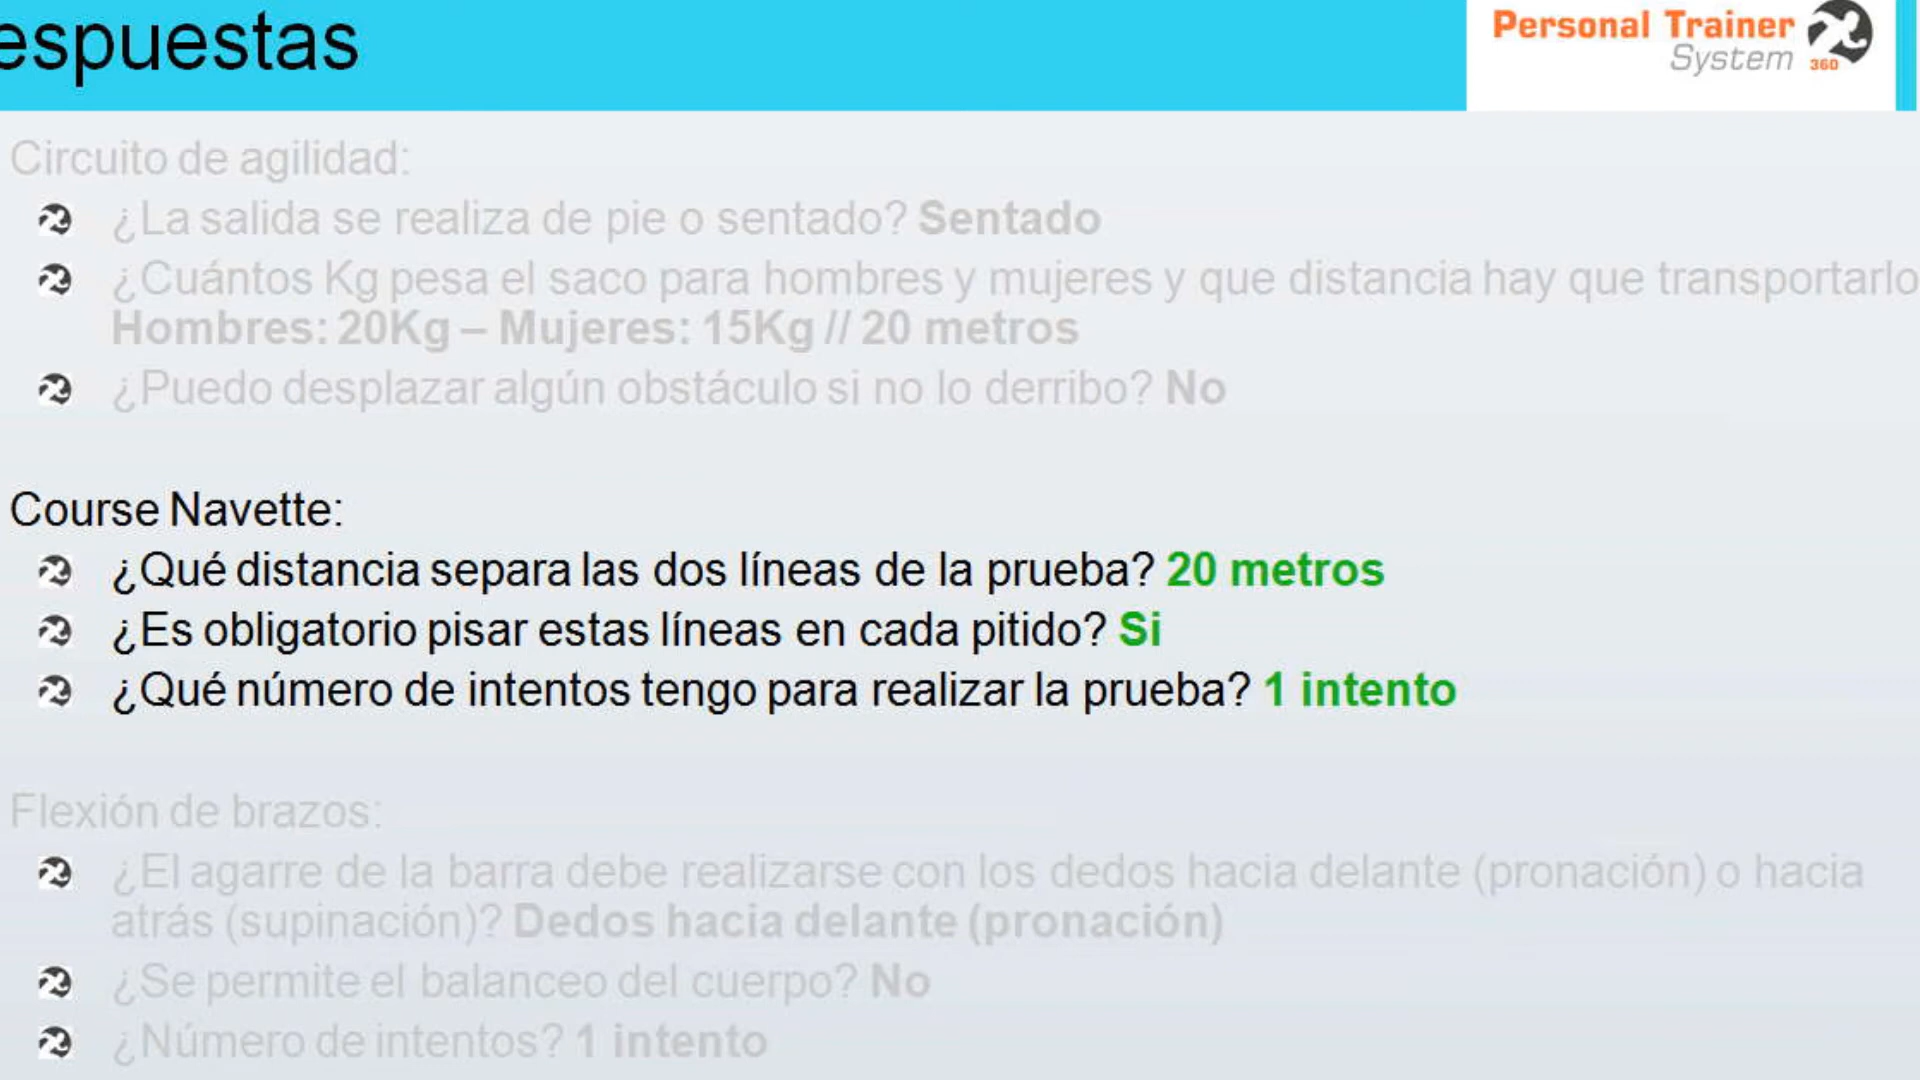 espuestas
Personal Trainer
System
360
Circuito de agilidad:
¿La salida se realiza de pie o sentado? Sentado
¿Cuántos Kg pesa el saco para hombres y mujeres y que distancia hay que transportarlo
Hombres: 20Kg – Mujeres: 15Kg // 20 metros
¿Puedo desplazar algún obstáculo si no lo derribo? No
Course Navette:
¿Qué distancia separa las dos líneas de la prueba? 20 metros
¿Es obligatorio pisar estas líneas en cada pitido? Si
¿Qué número de intentos tengo para realizar la prueba? 1 intento
Flexión de brazos:
¿El agarre de la barra debe realizarse con los dedos hacia delante (pronación) o hacia
atrás (supinación)? Dedos hacia delante (pronación)
¿Se permite el balanceo del cuerpo? No
¿Número de intentos? 1 intento